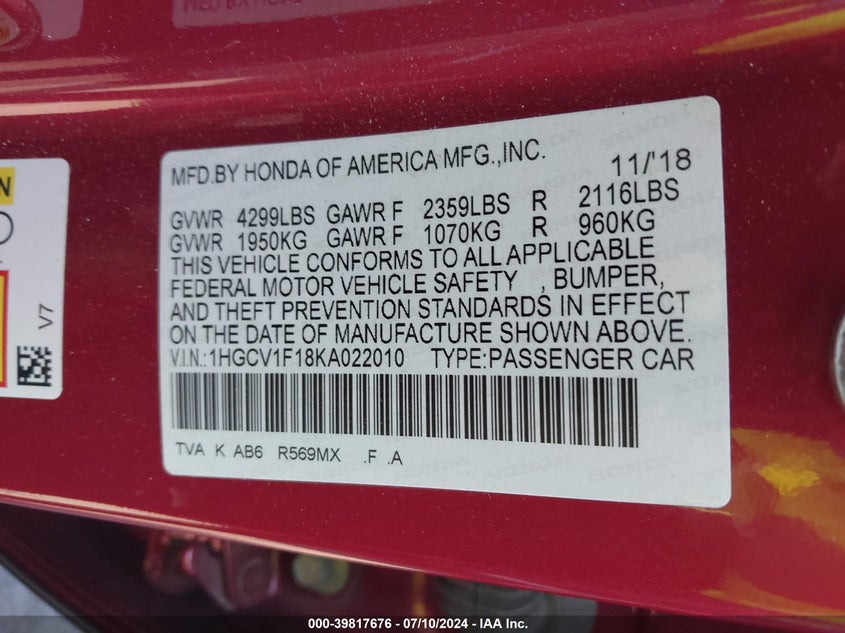 MFD.BY HONDA OF AMERICA MFG.,INC. 11/'18
GVWR 4299LBS GAWR F 2359LBS R 2116LBS
GVWR 1950KG GAWR F 1070KG R 960KG
THIS VEHICLE CONFORMS TO ALL APPLICABLE
FEDERAL MOTOR VEHICLE SAFETY , BUMPER,
AND THEFT PREVENTION STANDARDS IN EFFECT
ON THE DATE OF MANUFACTURE SHOWN ABOVE.
V.I.N.:1HGCV1F18KA022010 TYPE:PASSENGER CAR
TVA K AB6 R569MX .F .A
V7
000-39817676 - 07/10/2024 - IAA Inc.